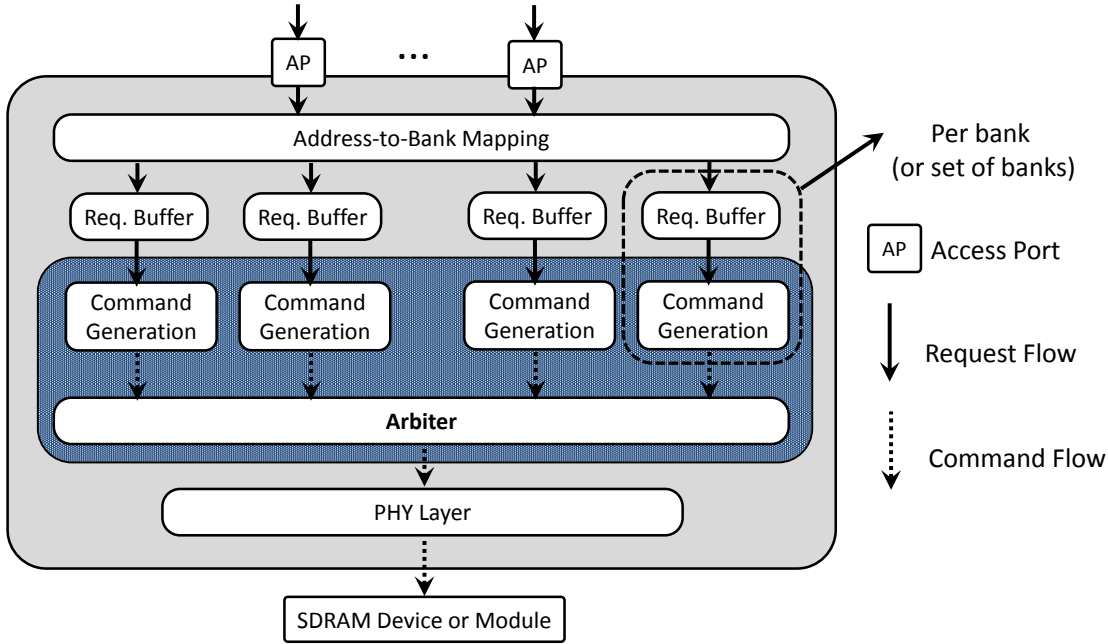 AP
...
AP
Address-to-Bank Mapping
Per bank
(or set of banks)
Req. Buffer
Req. Buffer
Req. Buffer
Req. Buffer
AP
Access Port
Command
Generation
Command
Generation
Command
Generation
Command
Generation
Request Flow
Arbiter
Command Flow
PHY Layer
SDRAM Device or Module